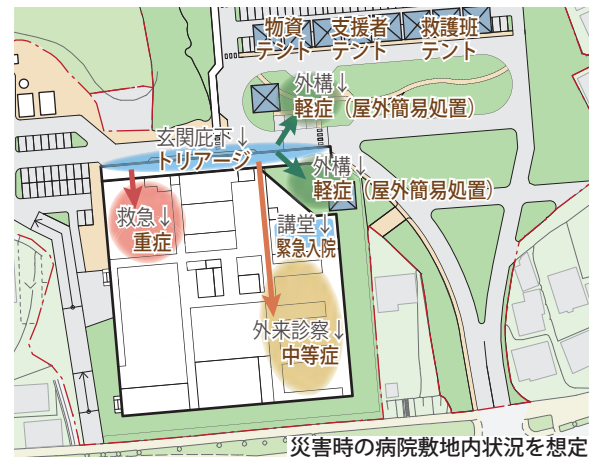 物資
テント
支援者
テント
救護班
テント
外構↓
軽症（屋外簡易処置）
玄関庇下↓
トリアージ
外構↓
軽症（屋外簡易処置）
救急↓
重症
講堂↓
緊急入院
外来診察↓
中等症
災害時の病院敷地内状況を想定